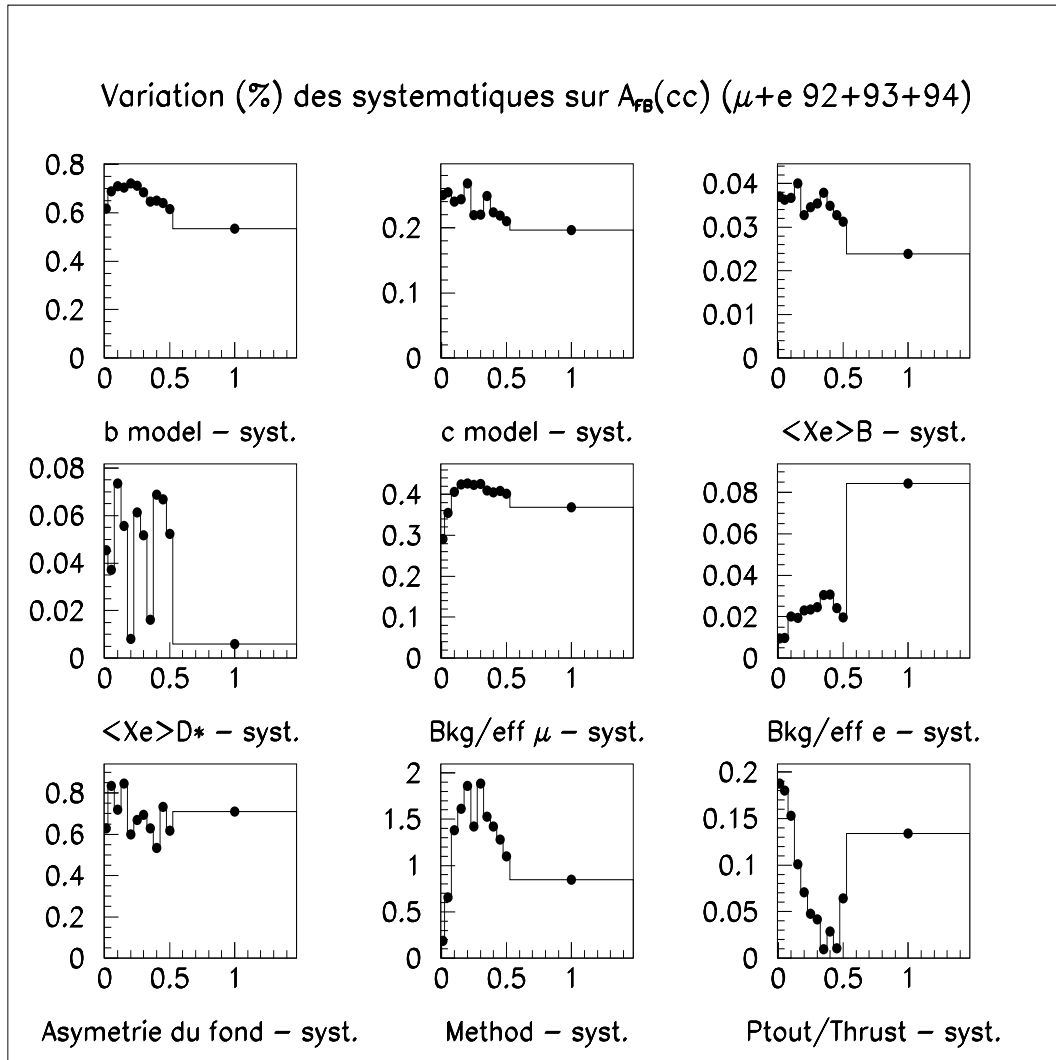 Variation (%) des systematiques sur A_FB(cc) (μ+e 92+93+94)
0.8
0.6
0.4
0.2
0
0 0.5 1
b model – syst.
0.2
0.1
0
0 0.5 1
c model – syst.
0.04
0.03
0.02
0.01
0
0 0.5 1
<Xe>B – syst.
0.08
0.06
0.04
0.02
0
0 0.5 1
<Xe>D* – syst.
0.4
0.3
0.2
0.1
0
0 0.5 1
Bkg/eff μ – syst.
0.08
0.06
0.04
0.02
0
0 0.5 1
Bkg/eff e – syst.
0.8
0.6
0.4
0.2
0
0 0.5 1
Asymetrie du fond – syst.
2
1.5
1
0.5
0
0 0.5 1
Method – syst.
0.2
0.15
0.1
0.05
0
0 0.5 1
Ptout/Thrust – syst.